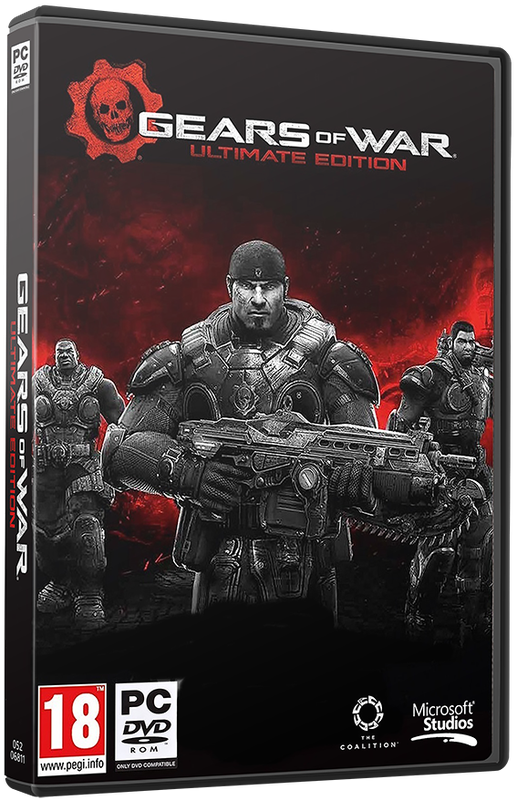 PC
DVD
ROM
GEARS OF WAR
ULTIMATE EDITION
GEARS OF WAR
ULTIMATE EDITION
18
www.pegi.info
PC
DVD
ROM
ONLY DVD COMPATIBLE
THE
COALITION
Microsoft®
Studios
052
06811